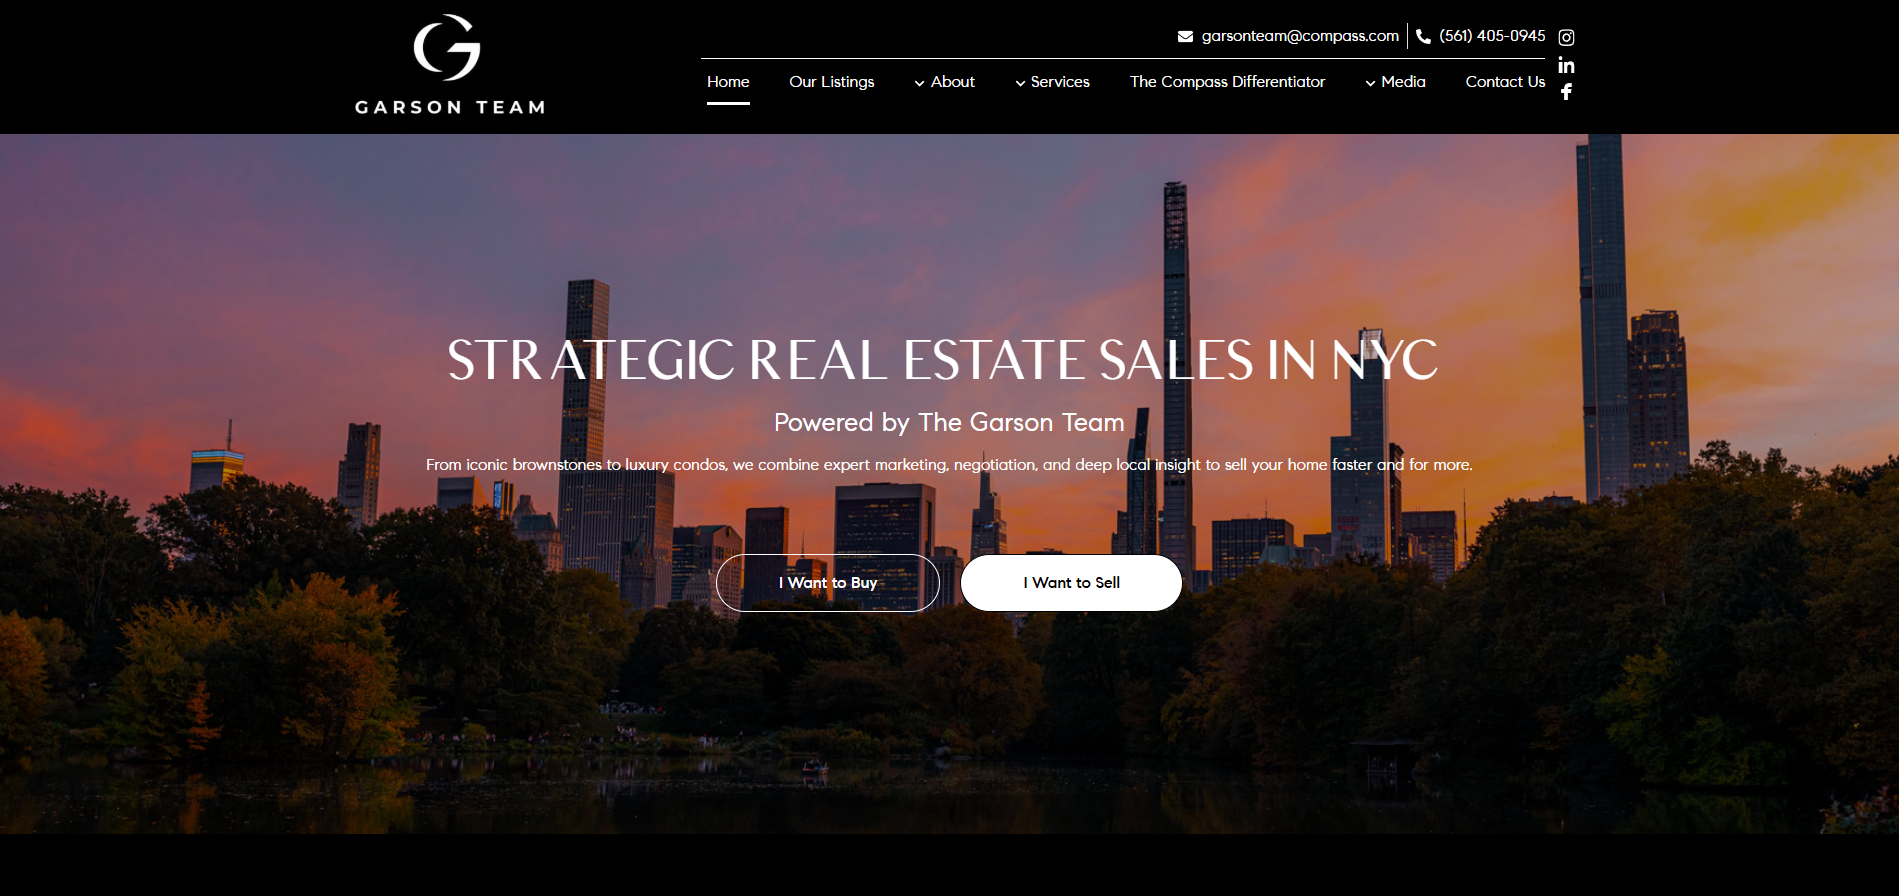 garsonteam@compass.com (561) 405-0945
GARSON TEAM
Home Our Listings About Services The Compass Differentiator Media Contact Us
STRATEGIC REAL ESTATE SALES IN NYC
Powered by The Garson Team
From iconic brownstones to luxury condos, we combine expert marketing, negotiation, and deep local insight to sell your home faster and for more.
I Want to Buy I Want to Sell